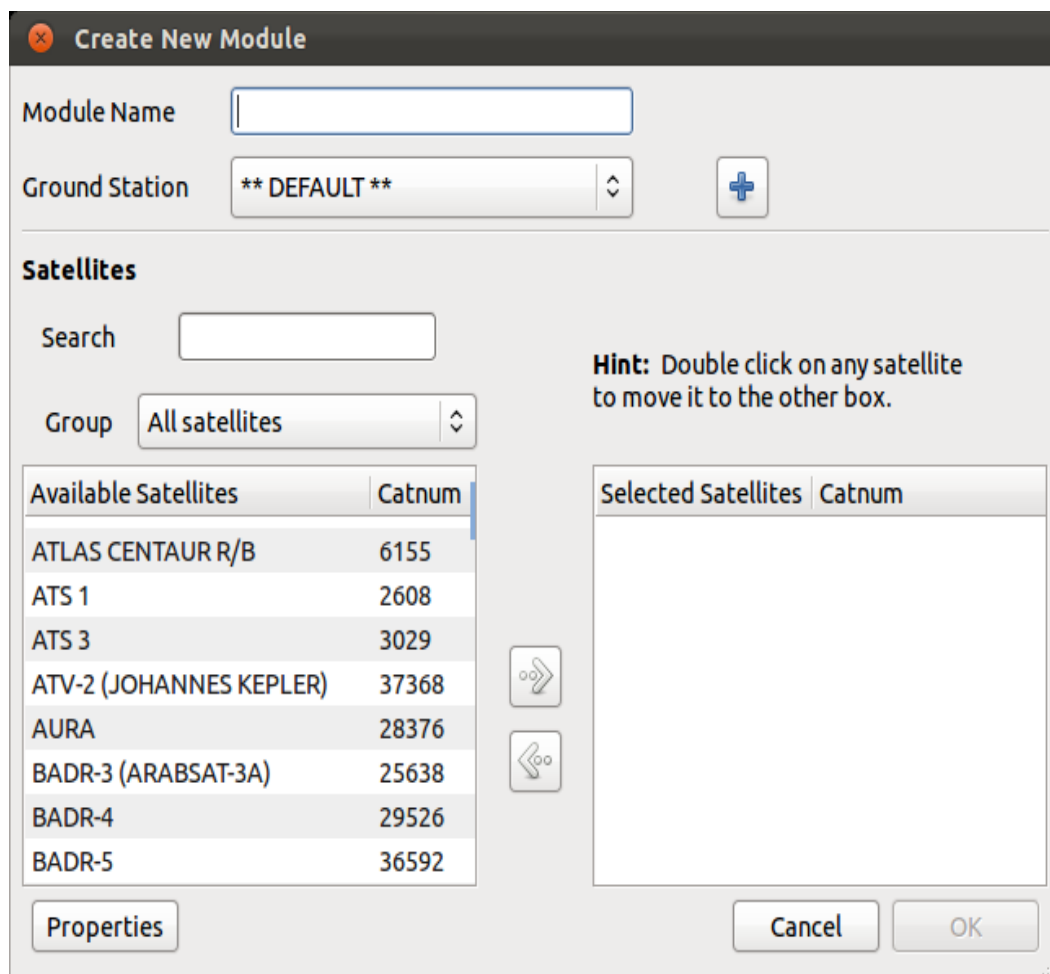 Create New Module
Module Name
Ground Station ** DEFAULT **
Satellites
Search
Hint: Double click on any satellite
to move it to the other box.
Group All satellites
Available Satellites Catnum
ATLAS CENTAUR R/B 6155
ATS 1 2608
ATS 3 3029
ATV-2 (JOHANNES KEPLER) 37368
AURA 28376
BADR-3 (ARABSAT-3A) 25638
BADR-4 29526
BADR-5 36592
Selected Satellites Catnum
Properties
Cancel OK